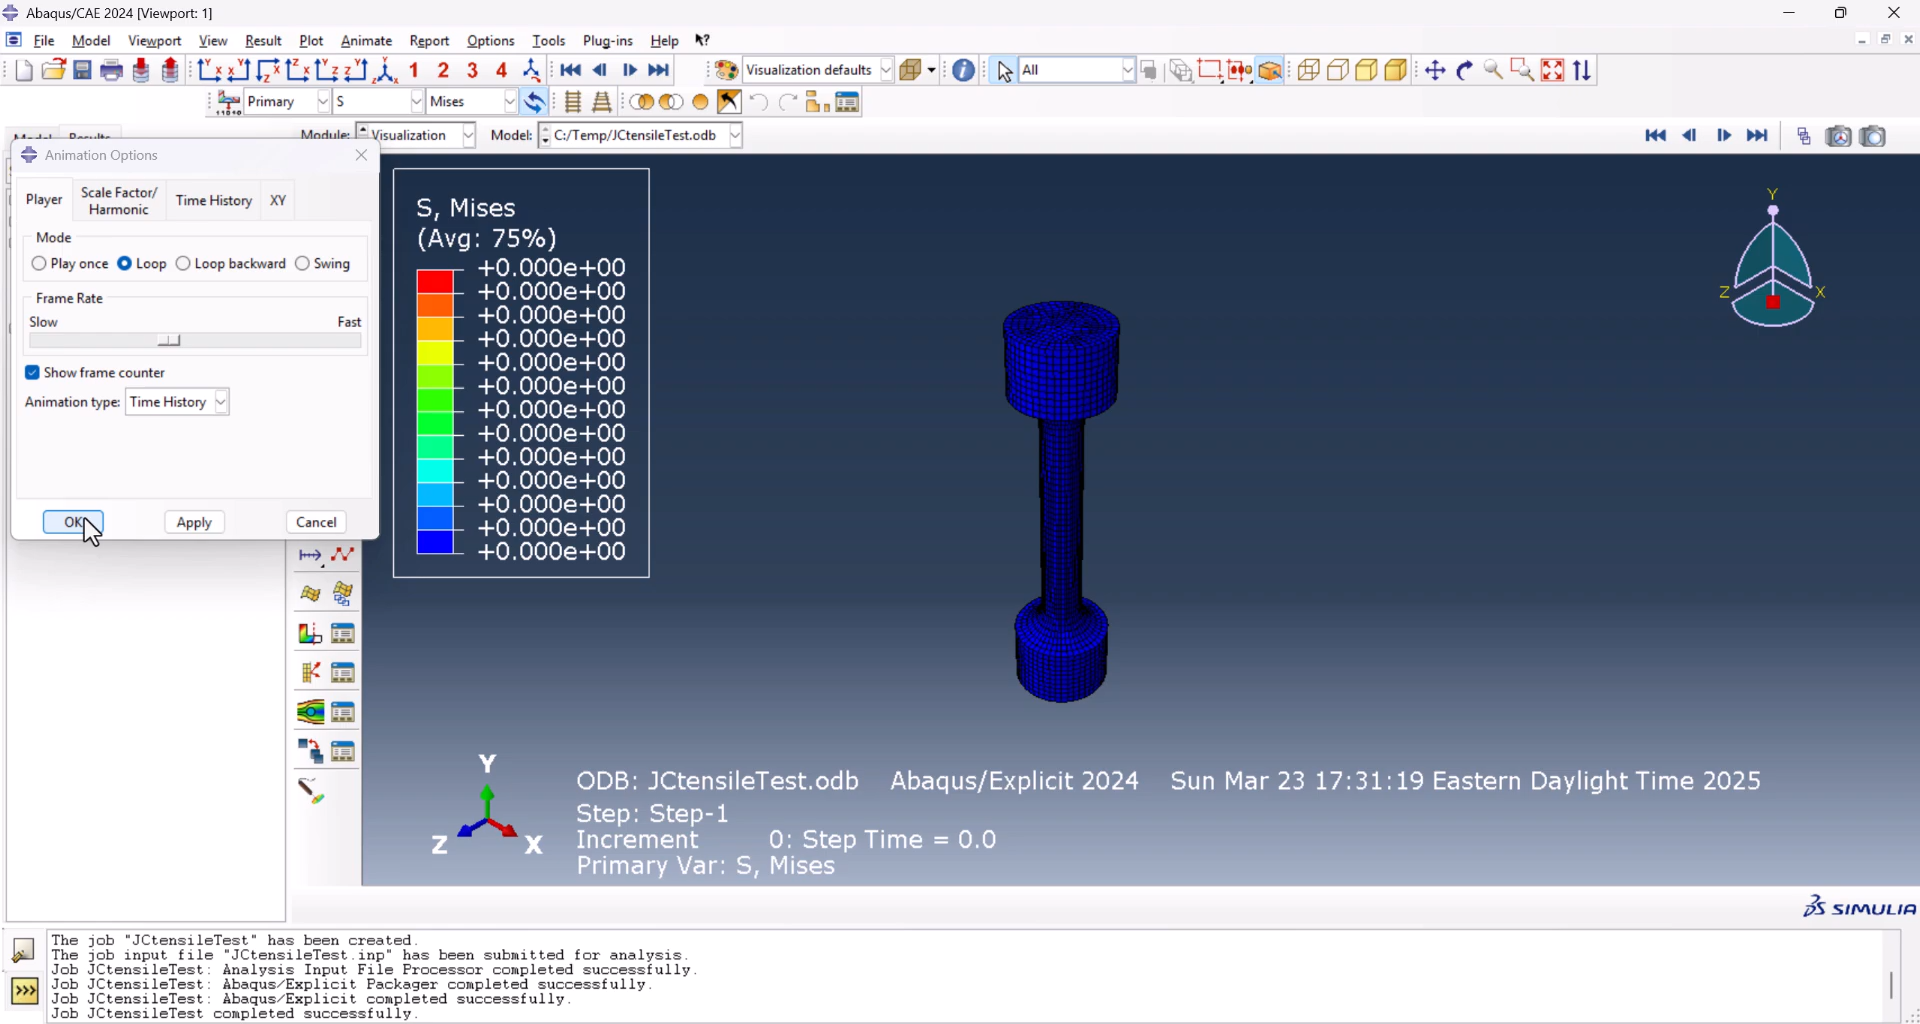 Abaqus/CAE 2024 [Viewport: 1]
File Model Viewport View Result Plot Animate Report Options Tools Plug-ins Help
1 2 3 4 Visualization defaults All
Primary S Mises
Model Results Module: Visualization Model: C:/Temp/JCtensileTest.odb
Animation Options
Player Scale Factor/ Harmonic Time History XY
Mode
Play once Loop Loop backward Swing
Frame Rate
Slow Fast
Show frame counter
Animation type: Time History
OK Apply Cancel
S, Mises
(Avg: 75%)
+0.000e+00
+0.000e+00
+0.000e+00
+0.000e+00
+0.000e+00
+0.000e+00
+0.000e+00
+0.000e+00
+0.000e+00
+0.000e+00
+0.000e+00
+0.000e+00
+0.000e+00
Y
Z X
Y
Z X
ODB: JCtensileTest.odb Abaqus/Explicit 2024 Sun Mar 23 17:31:19 Eastern Daylight Time 2025
Step: Step-1
Increment 0: Step Time = 0.0
Primary Var: S, Mises
SIMULIA
The job "JCtensileTest" has been created.
The job input file "JCtensileTest.inp" has been submitted for analysis.
Job JCtensileTest: Analysis Input File Processor completed successfully.
Job JCtensileTest: Abaqus/Explicit Packager completed successfully.
Job JCtensileTest: Abaqus/Explicit completed successfully.
Job JCtensileTest completed successfully.